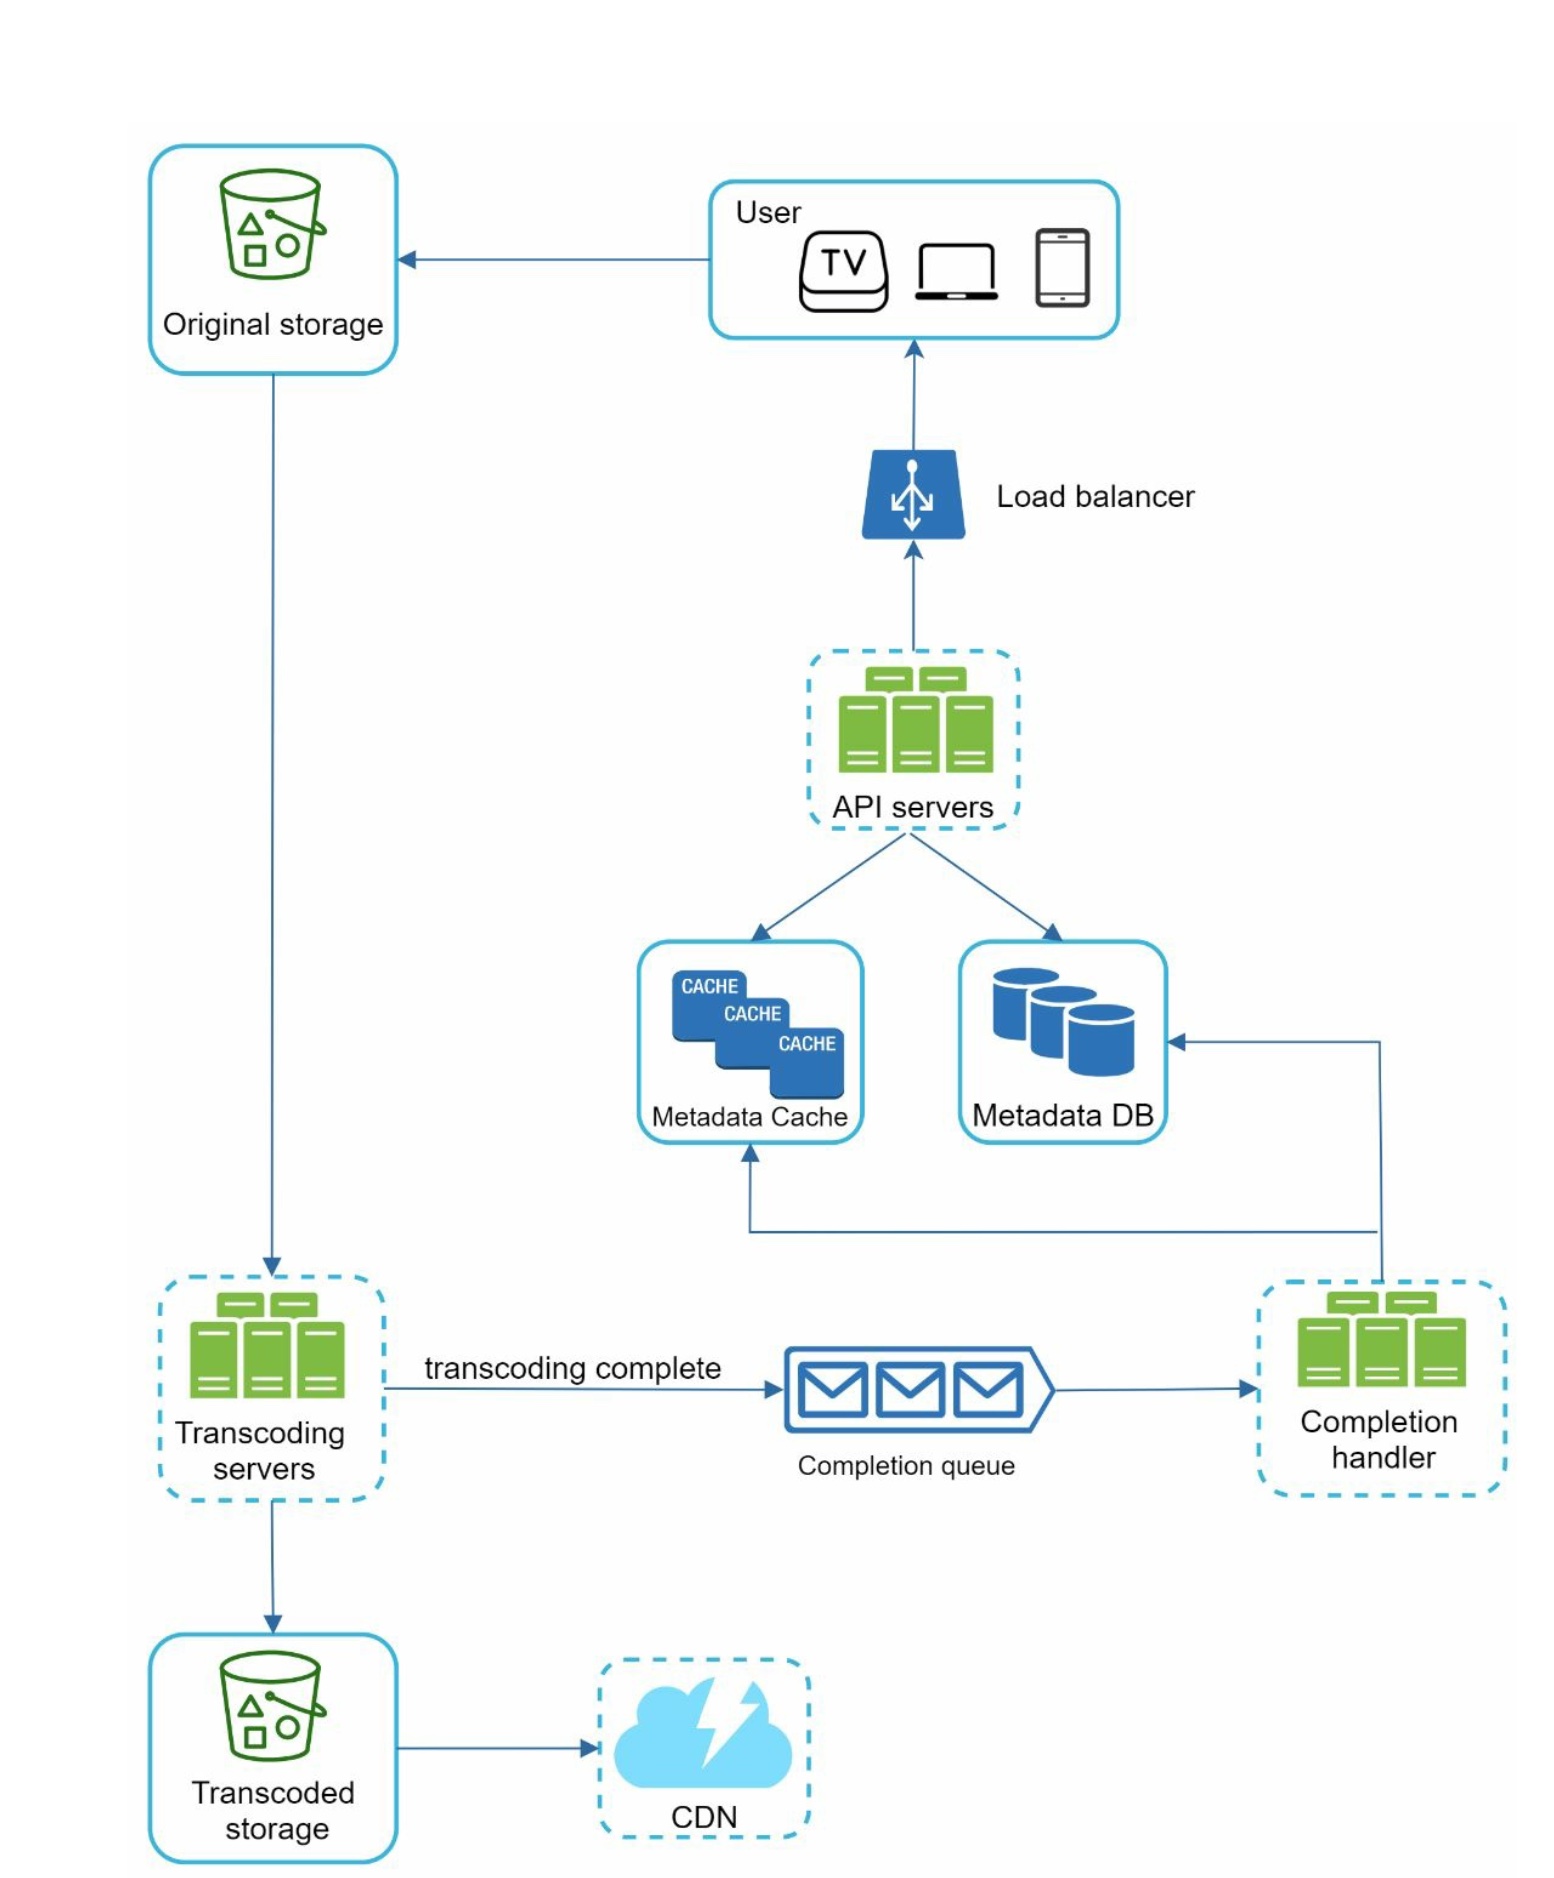 User
TV
Original storage
Load balancer
API servers
CACHE
CACHE
CACHE
Metadata Cache
Metadata DB
transcoding complete
Transcoding
servers
Completion queue
Completion
handler
Transcoded
storage
CDN